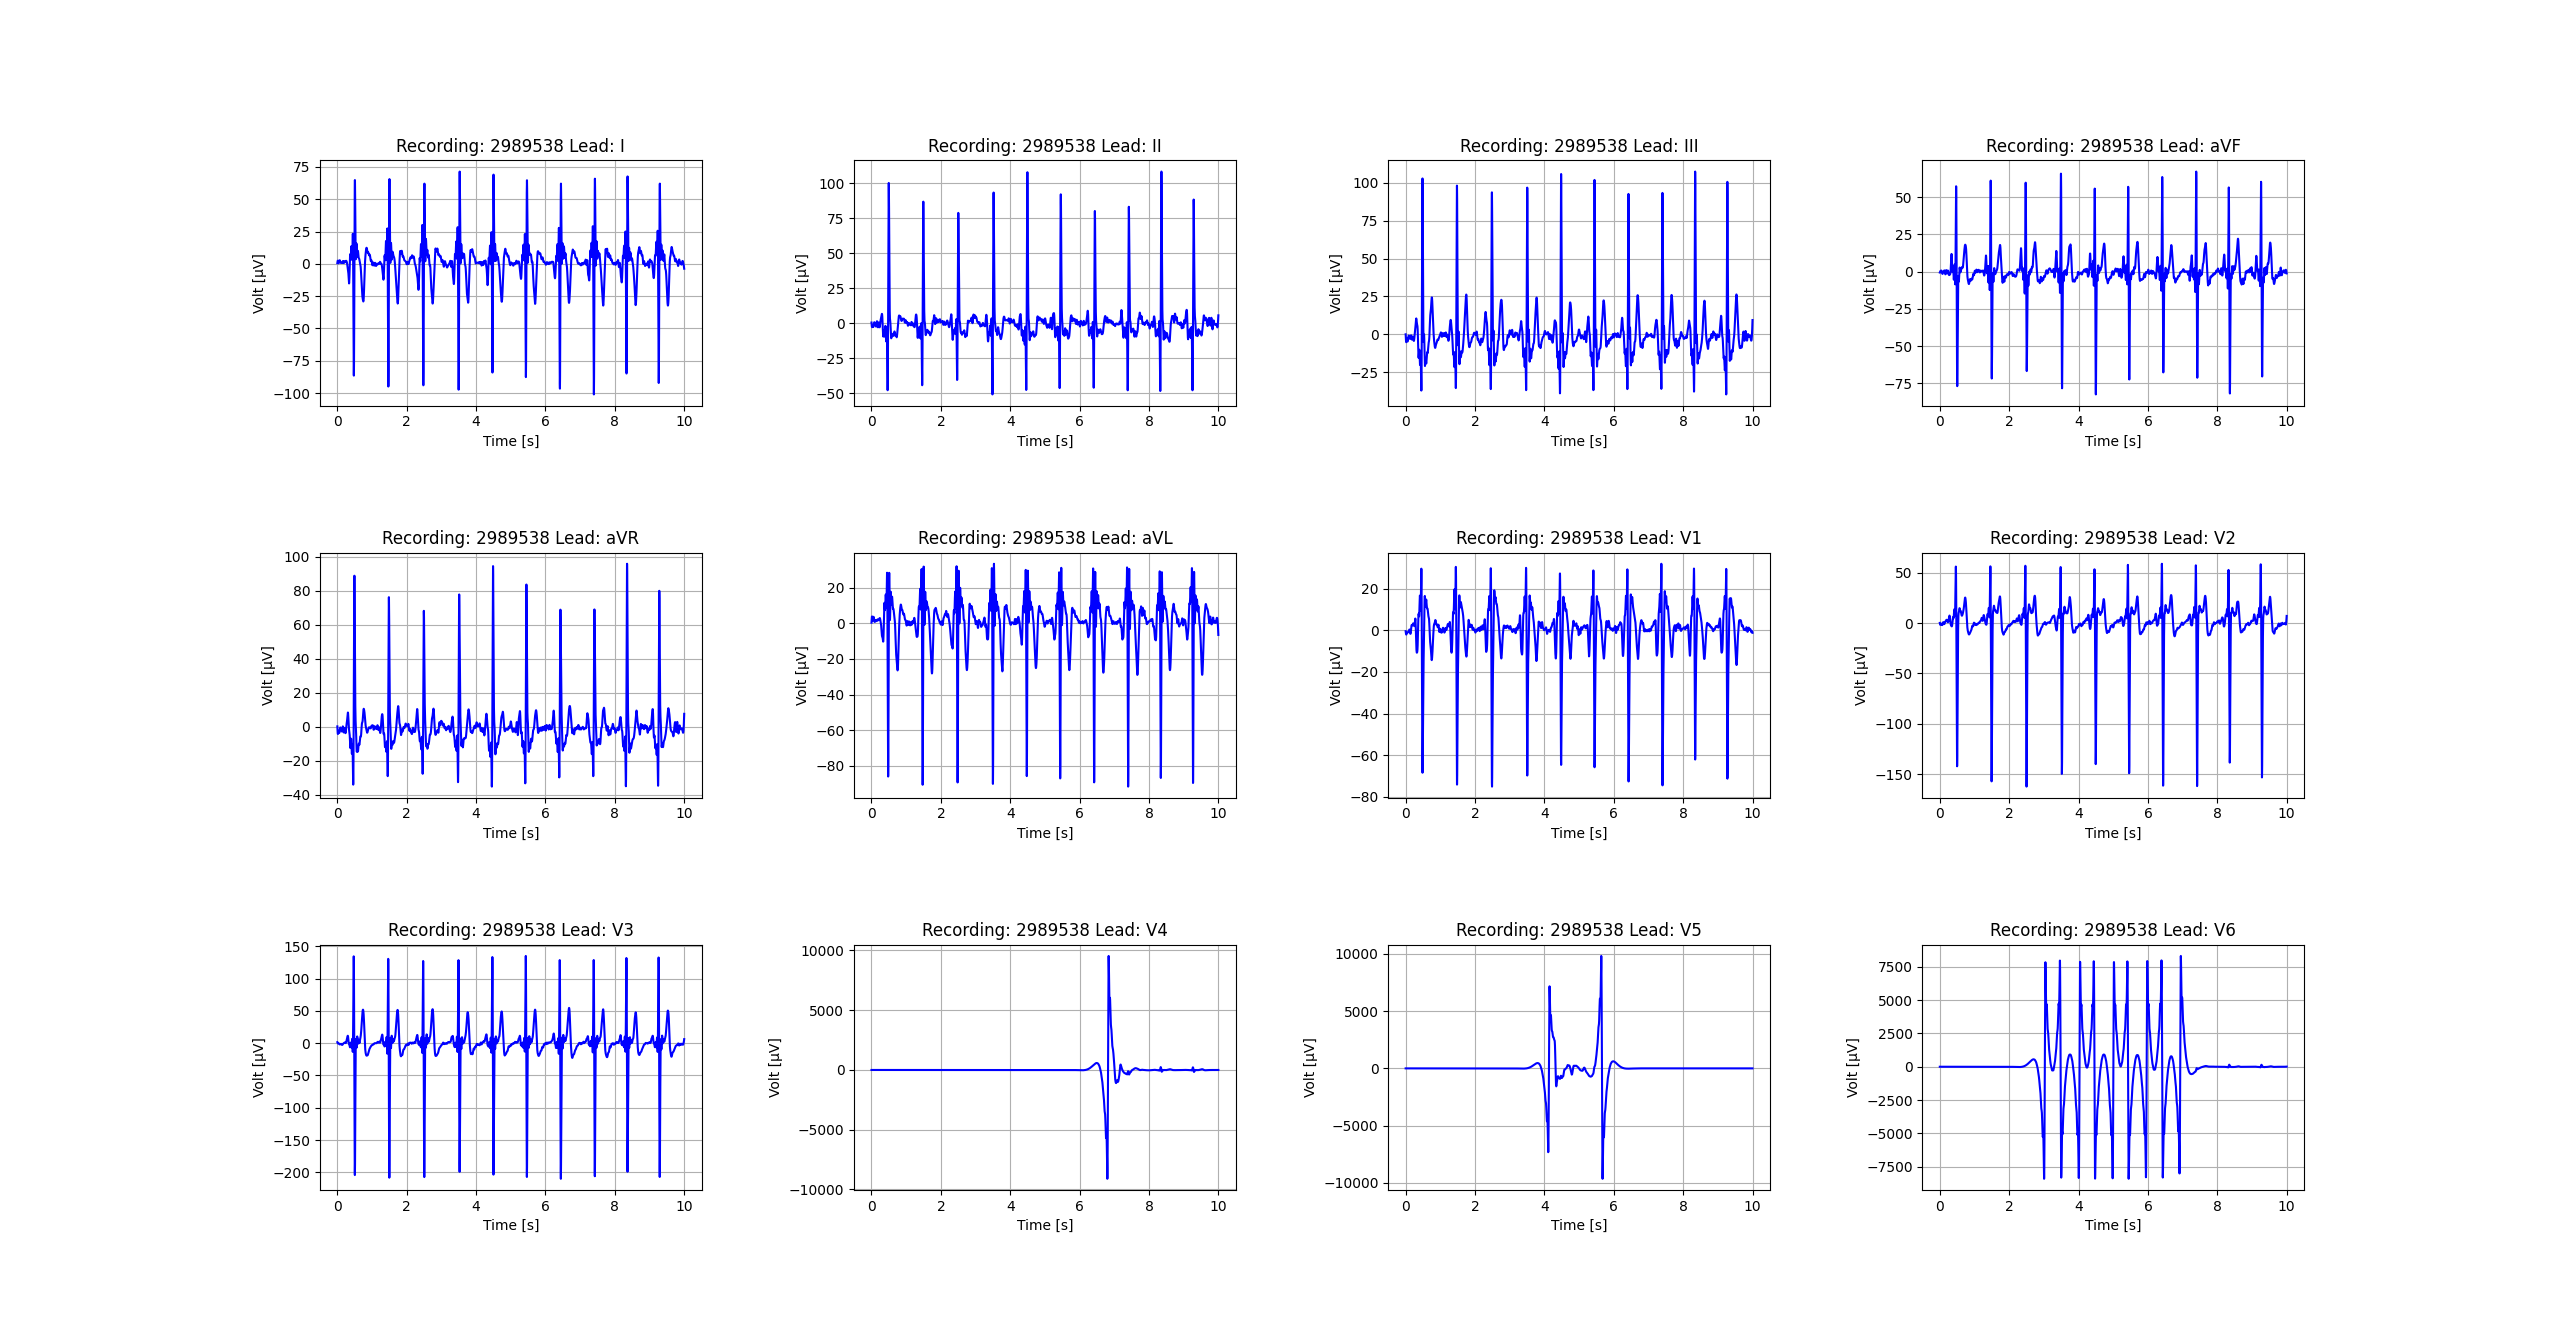 Recording: 2989538 Lead: I
75
50
25
0
−25
−50
−75
−100
Volt [µV]
0 2 4 6 8 10
Time [s]
Recording: 2989538 Lead: II
100
75
50
25
0
−25
−50
Volt [µV]
0 2 4 6 8 10
Time [s]
Recording: 2989538 Lead: III
100
75
50
25
0
−25
Volt [µV]
0 2 4 6 8 10
Time [s]
Recording: 2989538 Lead: aVF
50
25
0
−25
−50
−75
Volt [µV]
0 2 4 6 8 10
Time [s]
Recording: 2989538 Lead: aVR
100
80
60
40
20
0
−20
−40
Volt [µV]
0 2 4 6 8 10
Time [s]
Recording: 2989538 Lead: aVL
20
0
−20
−40
−60
−80
Volt [µV]
0 2 4 6 8 10
Time [s]
Recording: 2989538 Lead: V1
20
0
−20
−40
−60
−80
Volt [µV]
0 2 4 6 8 10
Time [s]
Recording: 2989538 Lead: V2
50
0
−50
−100
−150
Volt [µV]
0 2 4 6 8 10
Time [s]
Recording: 2989538 Lead: V3
150
100
50
0
−50
−100
−150
−200
Volt [µV]
0 2 4 6 8 10
Time [s]
Recording: 2989538 Lead: V4
10000
5000
0
−5000
−10000
Volt [µV]
0 2 4 6 8 10
Time [s]
Recording: 2989538 Lead: V5
10000
5000
0
−5000
−10000
Volt [µV]
0 2 4 6 8 10
Time [s]
Recording: 2989538 Lead: V6
7500
5000
2500
0
−2500
−5000
−7500
Volt [µV]
0 2 4 6 8 10
Time [s]